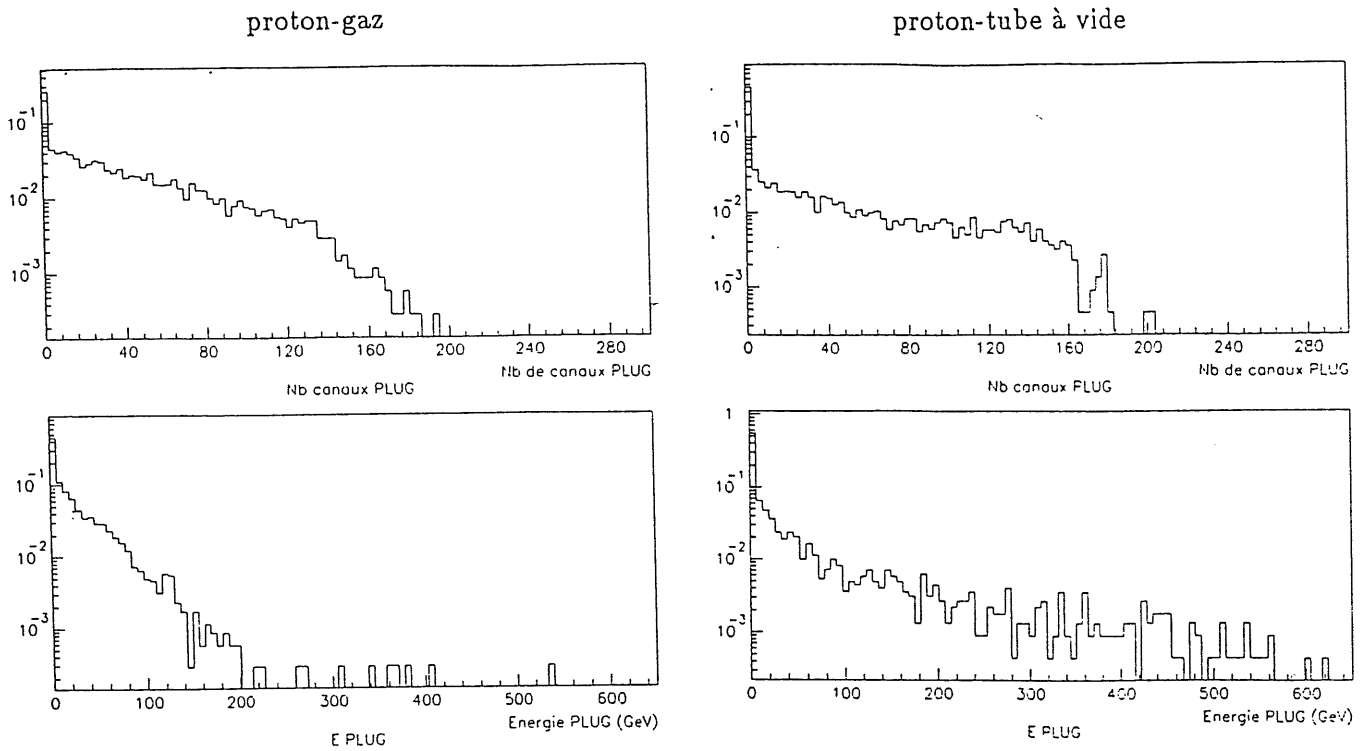 proton-gaz
proton-tube à vide
10^-1
10^-2
10^-3
0 40 80 120 160 200 240 280
Nb de canaux PLUG
Nb canaux PLUG
10^-1
10^-2
10^-3
0 40 80 120 160 200 240 280
Nb de canaux PLUG
Nb canaux PLUG
10^-1
10^-2
10^-3
0 100 200 300 400 500 600
Energie PLUG (GeV)
E PLUG
1
10^-1
10^-2
10^-3
0 100 200 300 400 500 600
Energie PLUG (GeV)
E PLUG